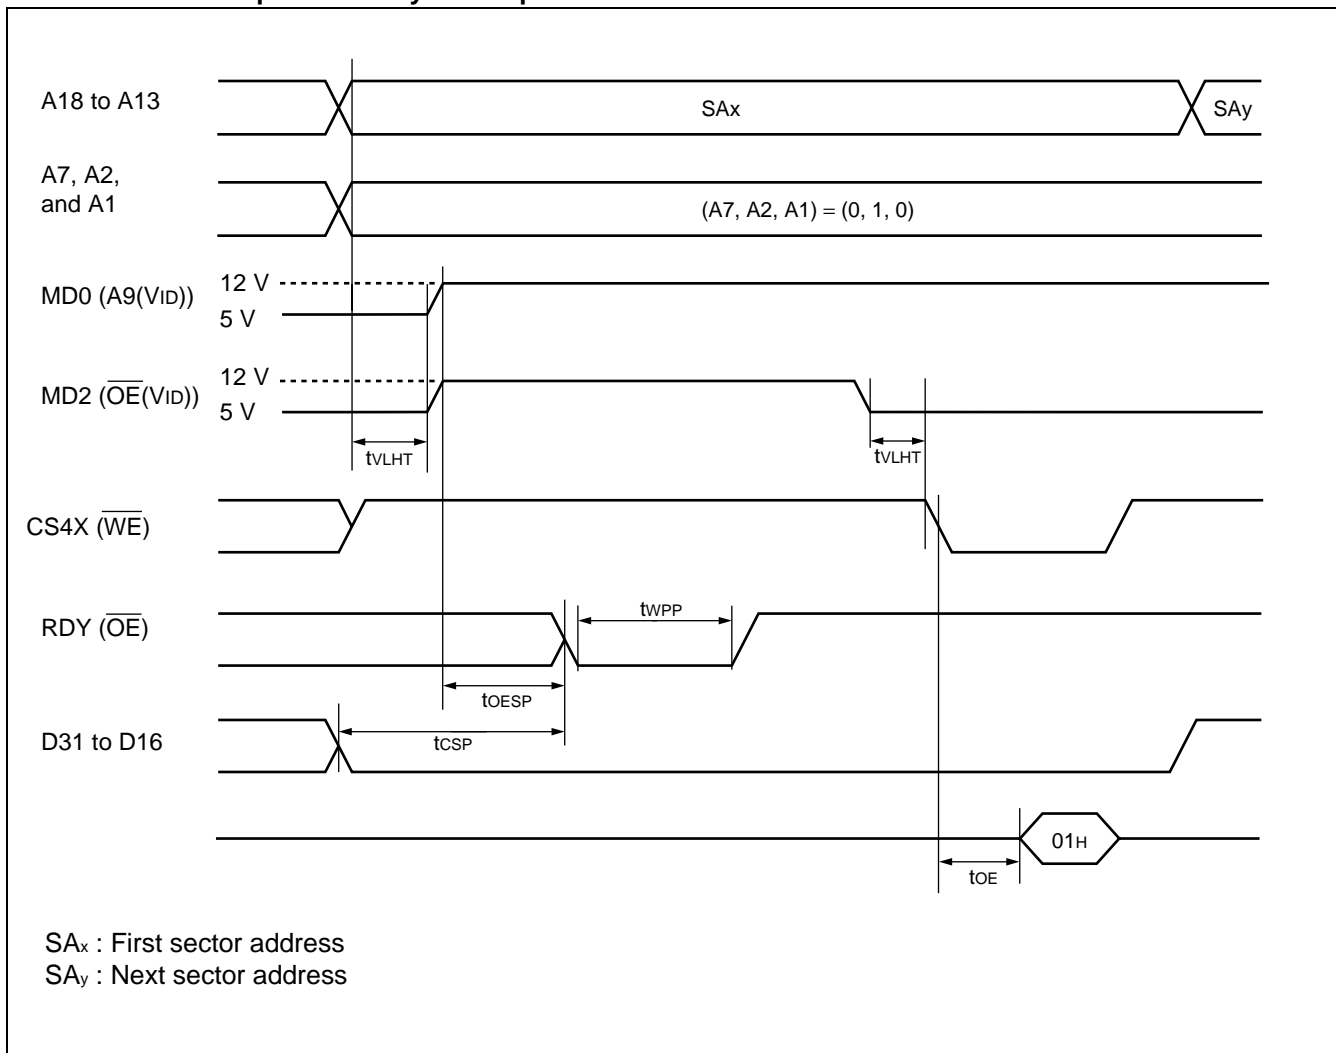 A18 to A13
SAx
SAy
A7, A2,
and A1
(A7, A2, A1) = (0, 1, 0)
MD0 (A9(VID))
12 V
5 V
MD2 (OE(VID))
12 V
5 V
tVLHT
tVLHT
CS4X (WE)
RDY (OE)
tWPP
tOESP
D31 to D16
tCSP
01H
tOE
SAx : First sector address
SAy : Next sector address